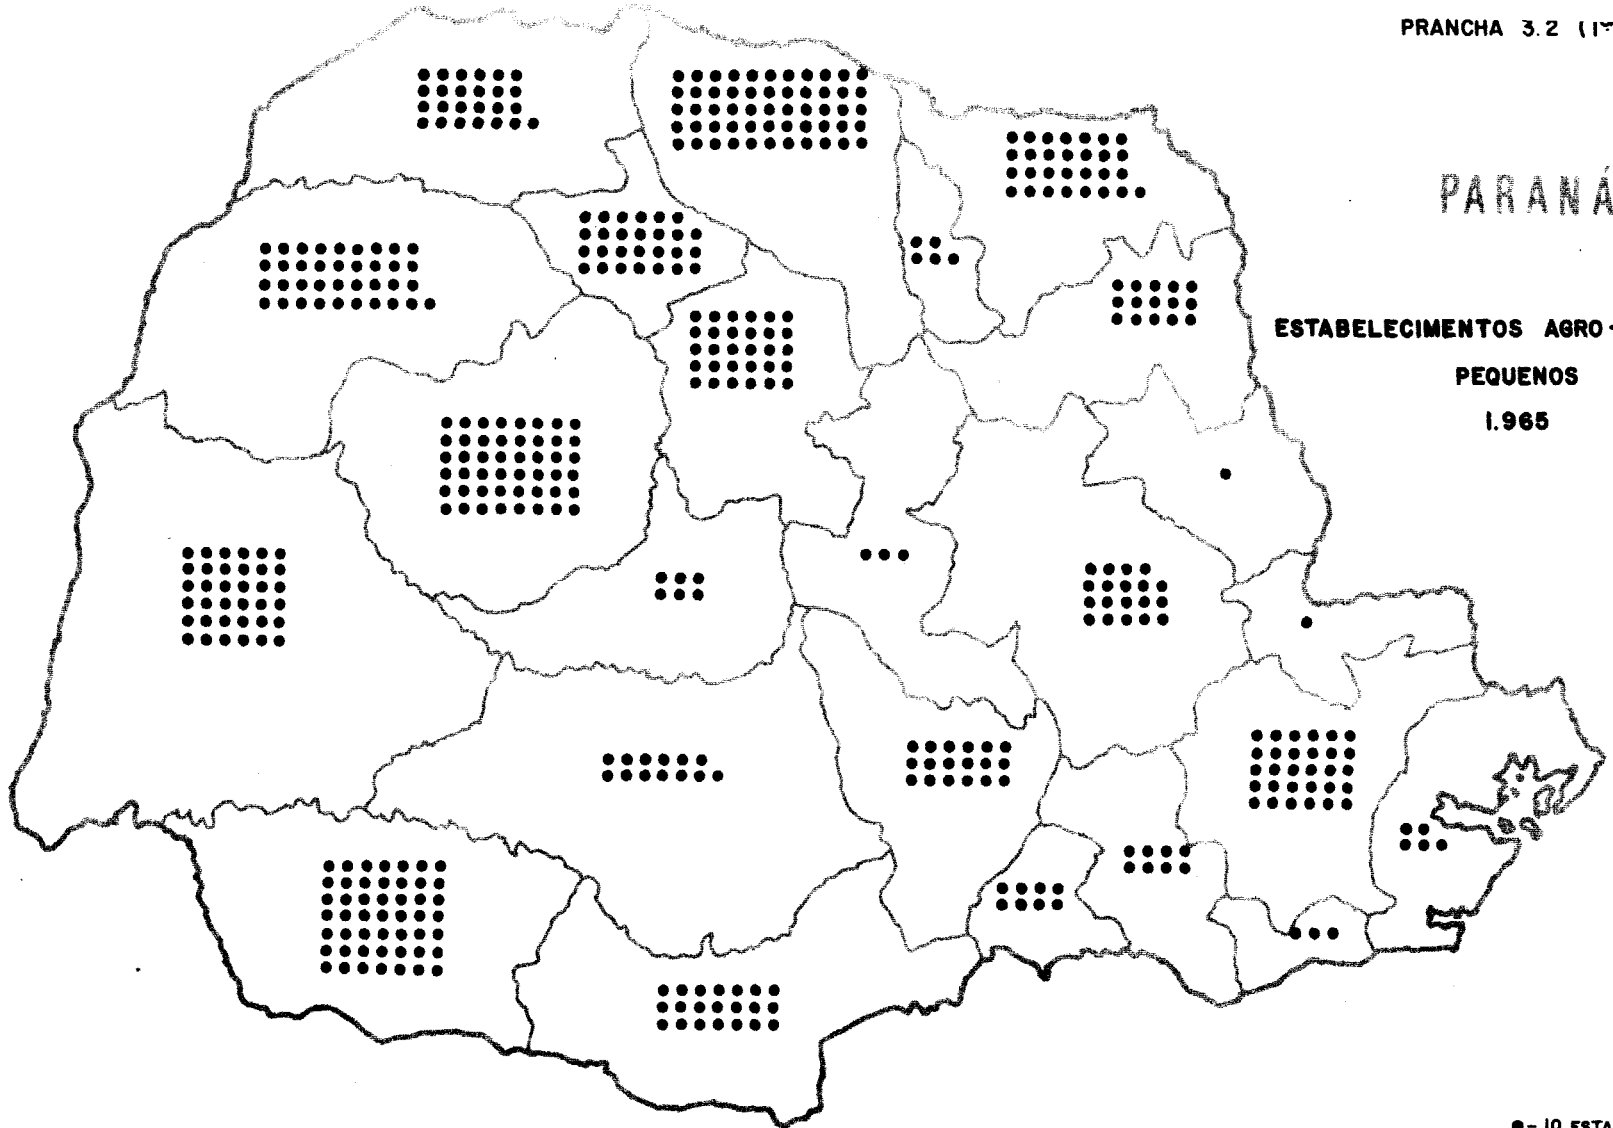 PRANCHA 3.2
PARANÁ
ESTABELECIMENTOS AGRO-
PEQUENOS
1.965
- 10 ESTA